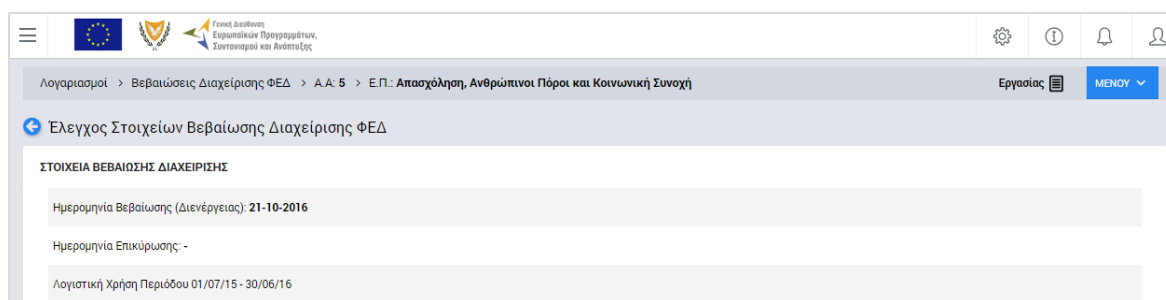 Γενική Διεύθυνση
Ευρωπαϊκών Προγραμμάτων,
Συντονισμού και Ανάπτυξης
Λογαριασμοί > Βεβαιώσεις Διαχείρισης ΦΕΔ > Α.Α: 5 > Ε.Π.: Απασχόληση, Ανθρώπινοι Πόροι και Κοινωνική Συνοχή Εργασίας ΜΕΝΟΥ
Έλεγχος Στοιχείων Βεβαίωσης Διαχείρισης ΦΕΔ
ΣΤΟΙΧΕΙΑ ΒΕΒΑΙΩΣΗΣ ΔΙΑΧΕΙΡΙΣΗΣ
Ημερομηνία Βεβαίωσης (Διενέργειας): 21-10-2016
Ημερομηνία Επικύρωσης: -
Λογιστική Χρήση Περιόδου 01/07/15 - 30/06/16